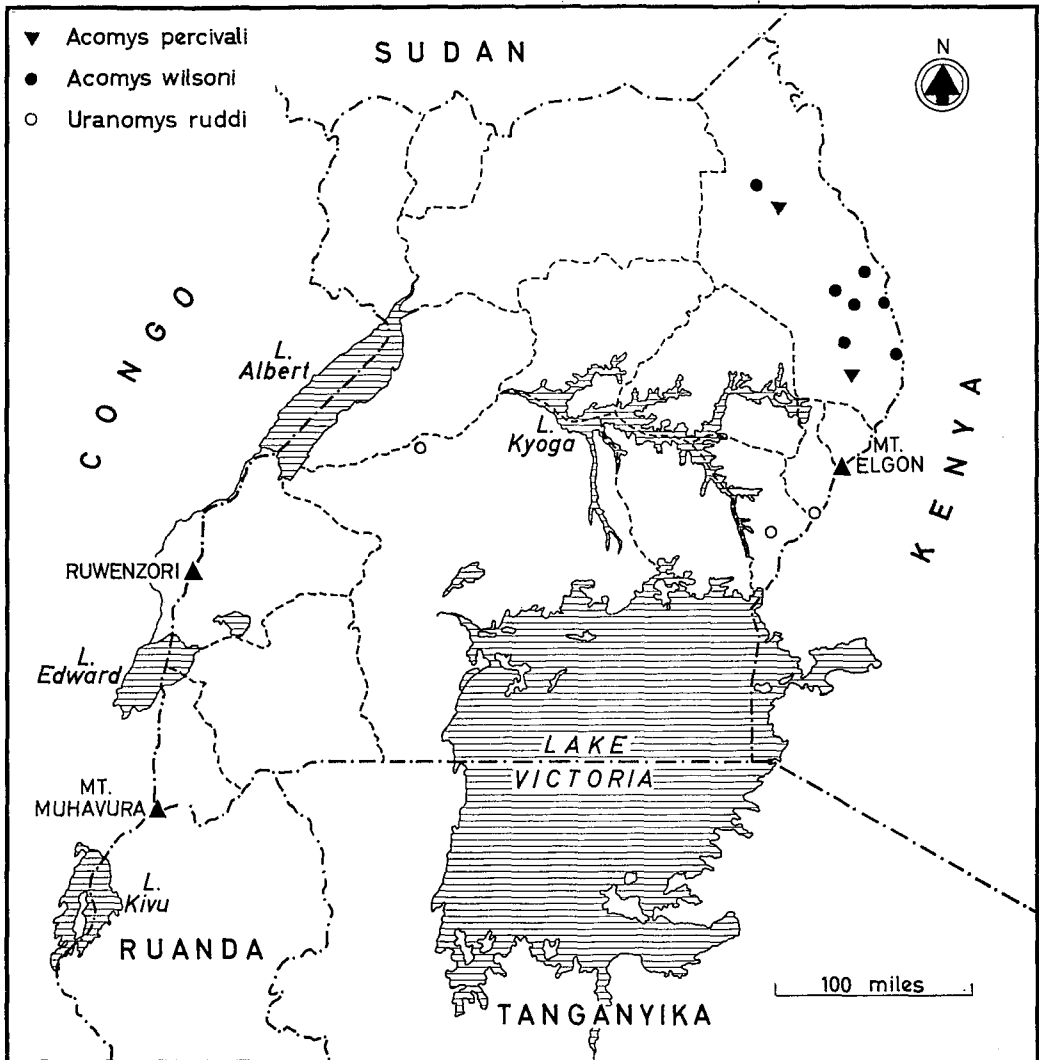 Acomys percivali
Acomys wilsoni
Uranomys ruddi
SUDAN
N
CONGO
L.
Albert
L.
Kyoga
MT.
ELGON
KENYA
RUWENZORI
L.
Edward
LAKE
VICTORIA
MT.
MUHAVURA
L.
Kivu
RUANDA
100 miles
TANGANYIKA